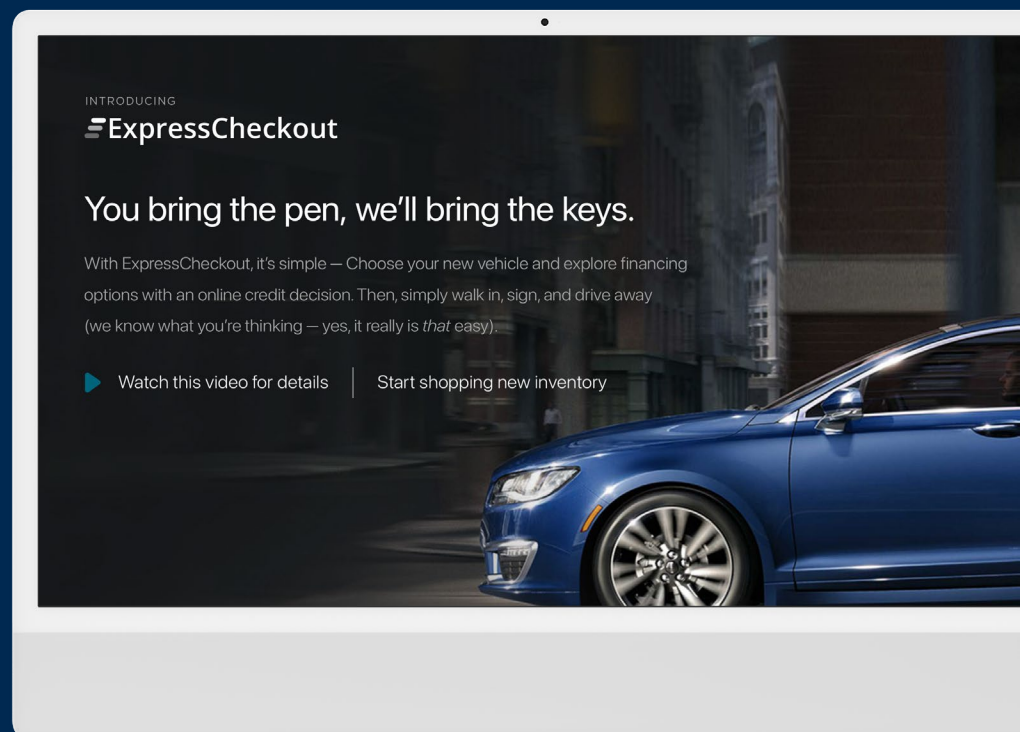 INTRODUCING
ExpressCheckout
You bring the pen, we’ll bring the keys.
With ExpressCheckout, it’s simple — Choose your new vehicle and explore financing
options with an online credit decision. Then, simply walk in, sign, and drive away
(we know what you’re thinking — yes, it really is that easy).
Watch this video for details
Start shopping new inventory